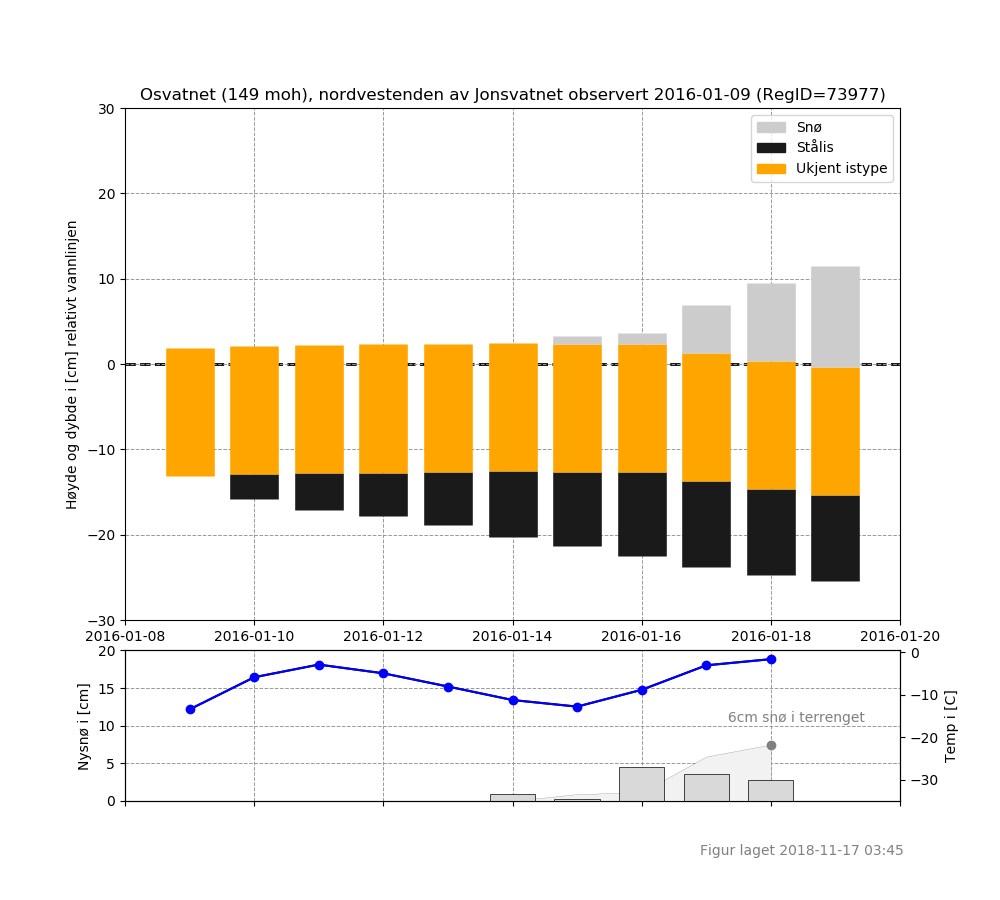 Osvatnet (149 moh), nordvestenden av Jonsvatnet observert 2016-01-09 (RegID=73977)
Snø
Stålis
Ukjent istype
Høyde og dybde i [cm] relativt vannlinjen
30
20
10
0
−10
−20
−30
2016-01-08 2016-01-10 2016-01-12 2016-01-14 2016-01-16 2016-01-18 2016-01-20
Nysnø i [cm]
20
15
10
5
0
6cm snø i terrenget
0
−10
−20
−30
Temp i [C]
Figur laget 2018-11-17 03:45